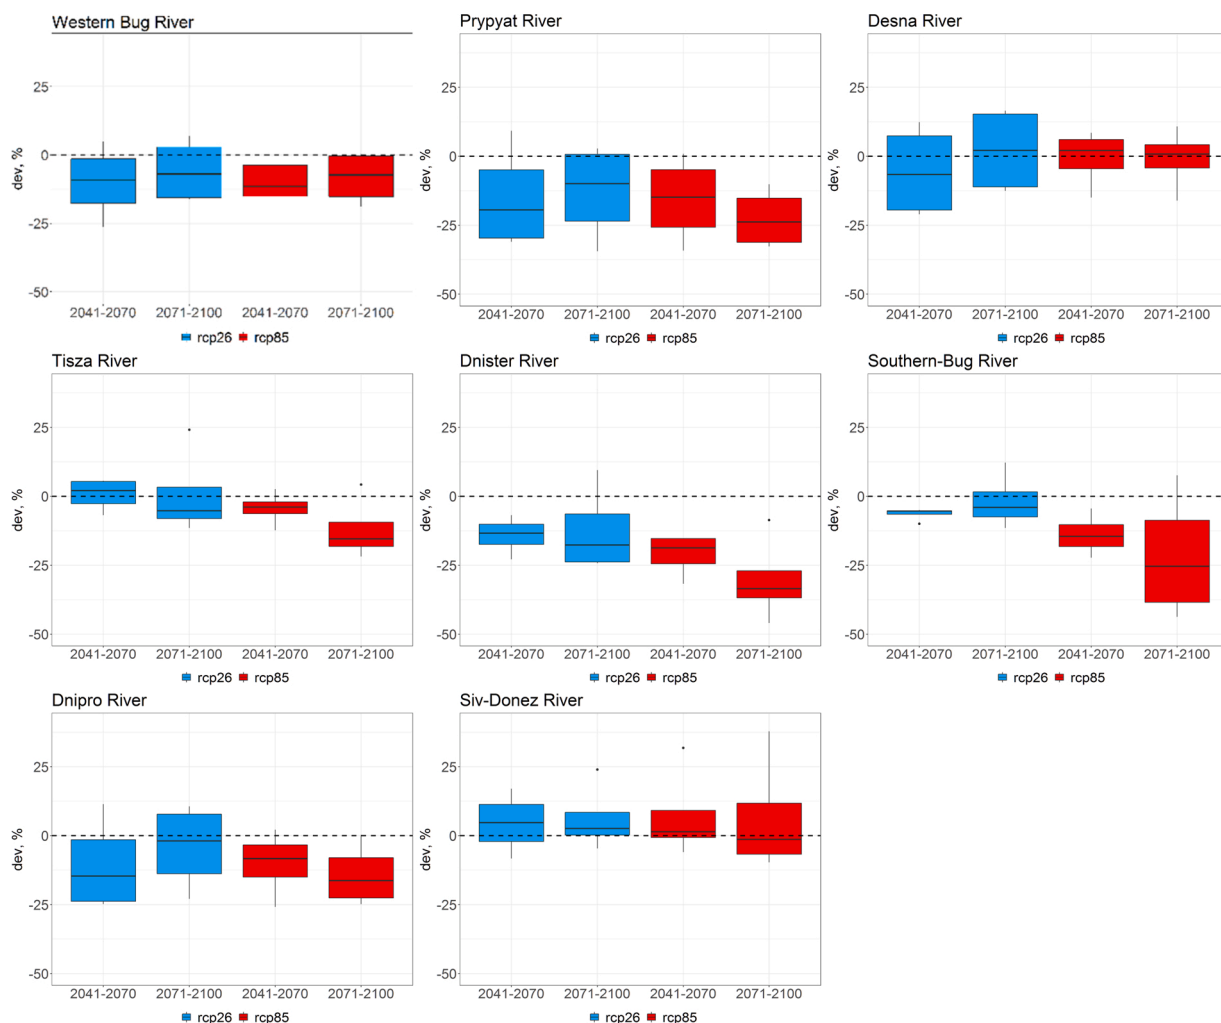 Western Bug River
Prypyat River
Desna River
dev, %
25
0
-25
-50
2041-2070 2071-2100 2041-2070 2071-2100
rcp26 rcp85
dev, %
25
0
-25
-50
2041-2070 2071-2100 2041-2070 2071-2100
rcp26 rcp85
dev, %
25
0
-25
-50
2041-2070 2071-2100 2041-2070 2071-2100
rcp26 rcp85
Tisza River
Dnister River
Southern-Bug River
dev, %
25
0
-25
-50
2041-2070 2071-2100 2041-2070 2071-2100
rcp26 rcp85
dev, %
25
0
-25
-50
2041-2070 2071-2100 2041-2070 2071-2100
rcp26 rcp85
dev, %
25
0
-25
-50
2041-2070 2071-2100 2041-2070 2071-2100
rcp26 rcp85
Dnipro River
Siv-Donez River
dev, %
25
0
-25
-50
2041-2070 2071-2100 2041-2070 2071-2100
rcp26 rcp85
dev, %
25
0
-25
-50
2041-2070 2071-2100 2041-2070 2071-2100
rcp26 rcp85